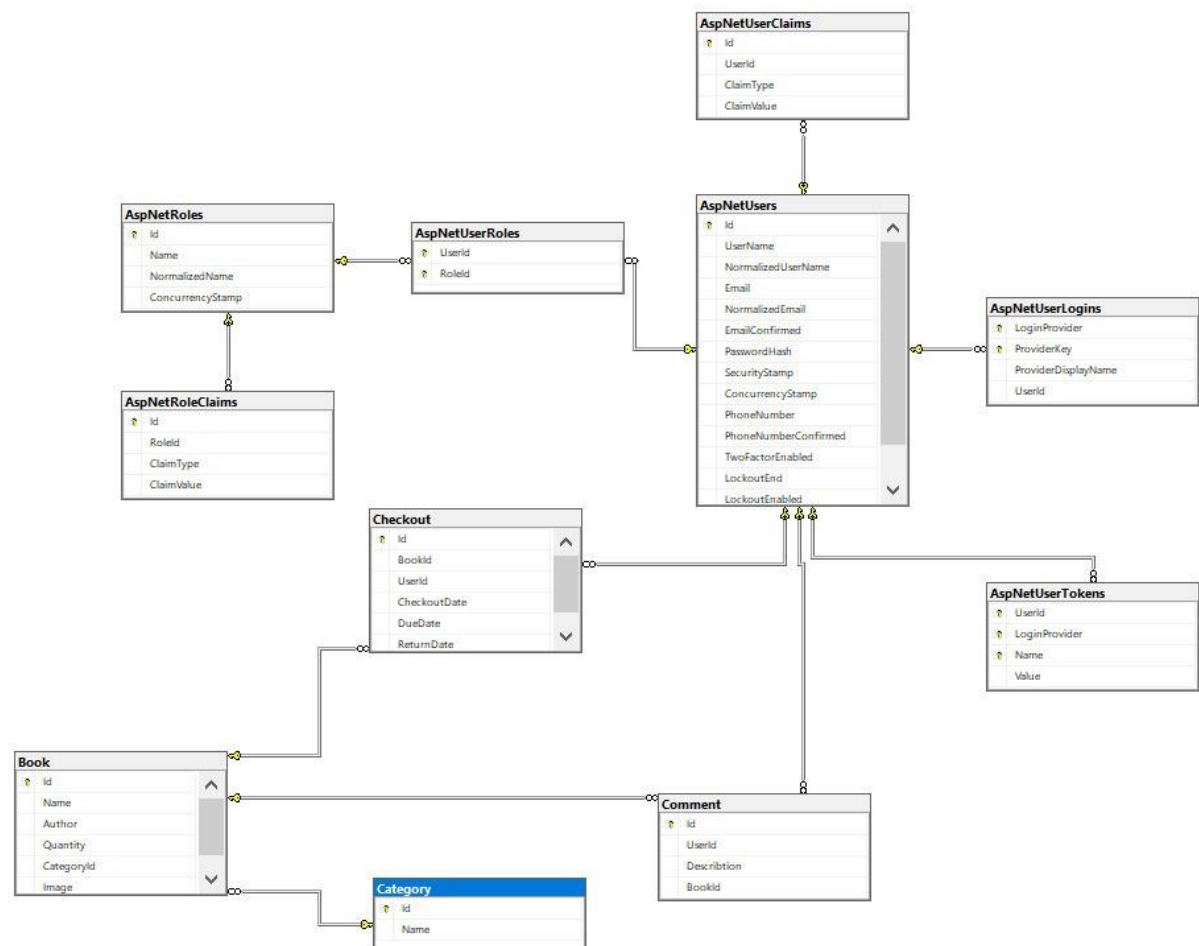 AspNetUserClaims
Id
UserId
ClaimType
ClaimValue
AspNetRoles
Id
Name
NormalizedName
ConcurrencyStamp
AspNetUserRoles
UserId
RoleId
AspNetUsers
Id
UserName
NormalizedUserName
Email
NormalizedEmail
EmailConfirmed
PasswordHash
SecurityStamp
ConcurrencyStamp
PhoneNumber
PhoneNumberConfirmed
TwoFactorEnabled
LockoutEnd
LockoutEnabled
AspNetUserLogins
LoginProvider
ProviderKey
ProviderDisplayName
UserId
AspNetRoleClaims
Id
RoleId
ClaimType
ClaimValue
Checkout
Id
BookId
UserId
CheckoutDate
DueDate
ReturnDate
AspNetUserTokens
UserId
LoginProvider
Name
Value
Book
Id
Name
Author
Quantity
CategoryId
Image
Comment
Id
UserId
Describtion
BookId
Category
Id
Name